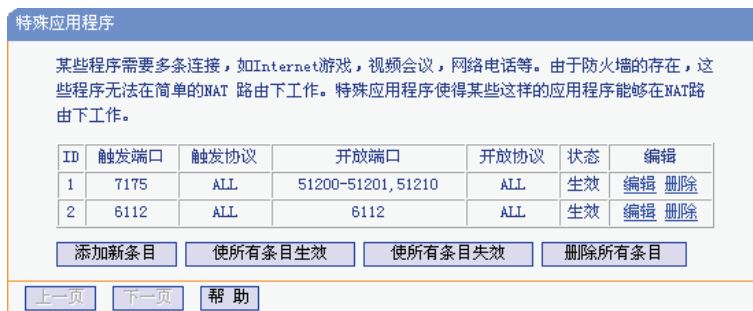 特殊应用程序
某些程序需要多条连接，如Internet游戏，视频会议，网络电话等。由于防火墙的存在，这
些程序无法在简单的NAT 路由下工作。特殊应用程序使得某些这样的应用程序能够在NAT路
由下工作。
ID 触发端口 触发协议 开放端口 开放协议 状态 编辑
1 7175 ALL 51200-51201,51210 ALL 生效 编辑 删除
2 6112 ALL 6112 ALL 生效 编辑 删除
添加新条目 使所有条目生效 使所有条目失效 删除所有条目
上一页 下一页 帮 助